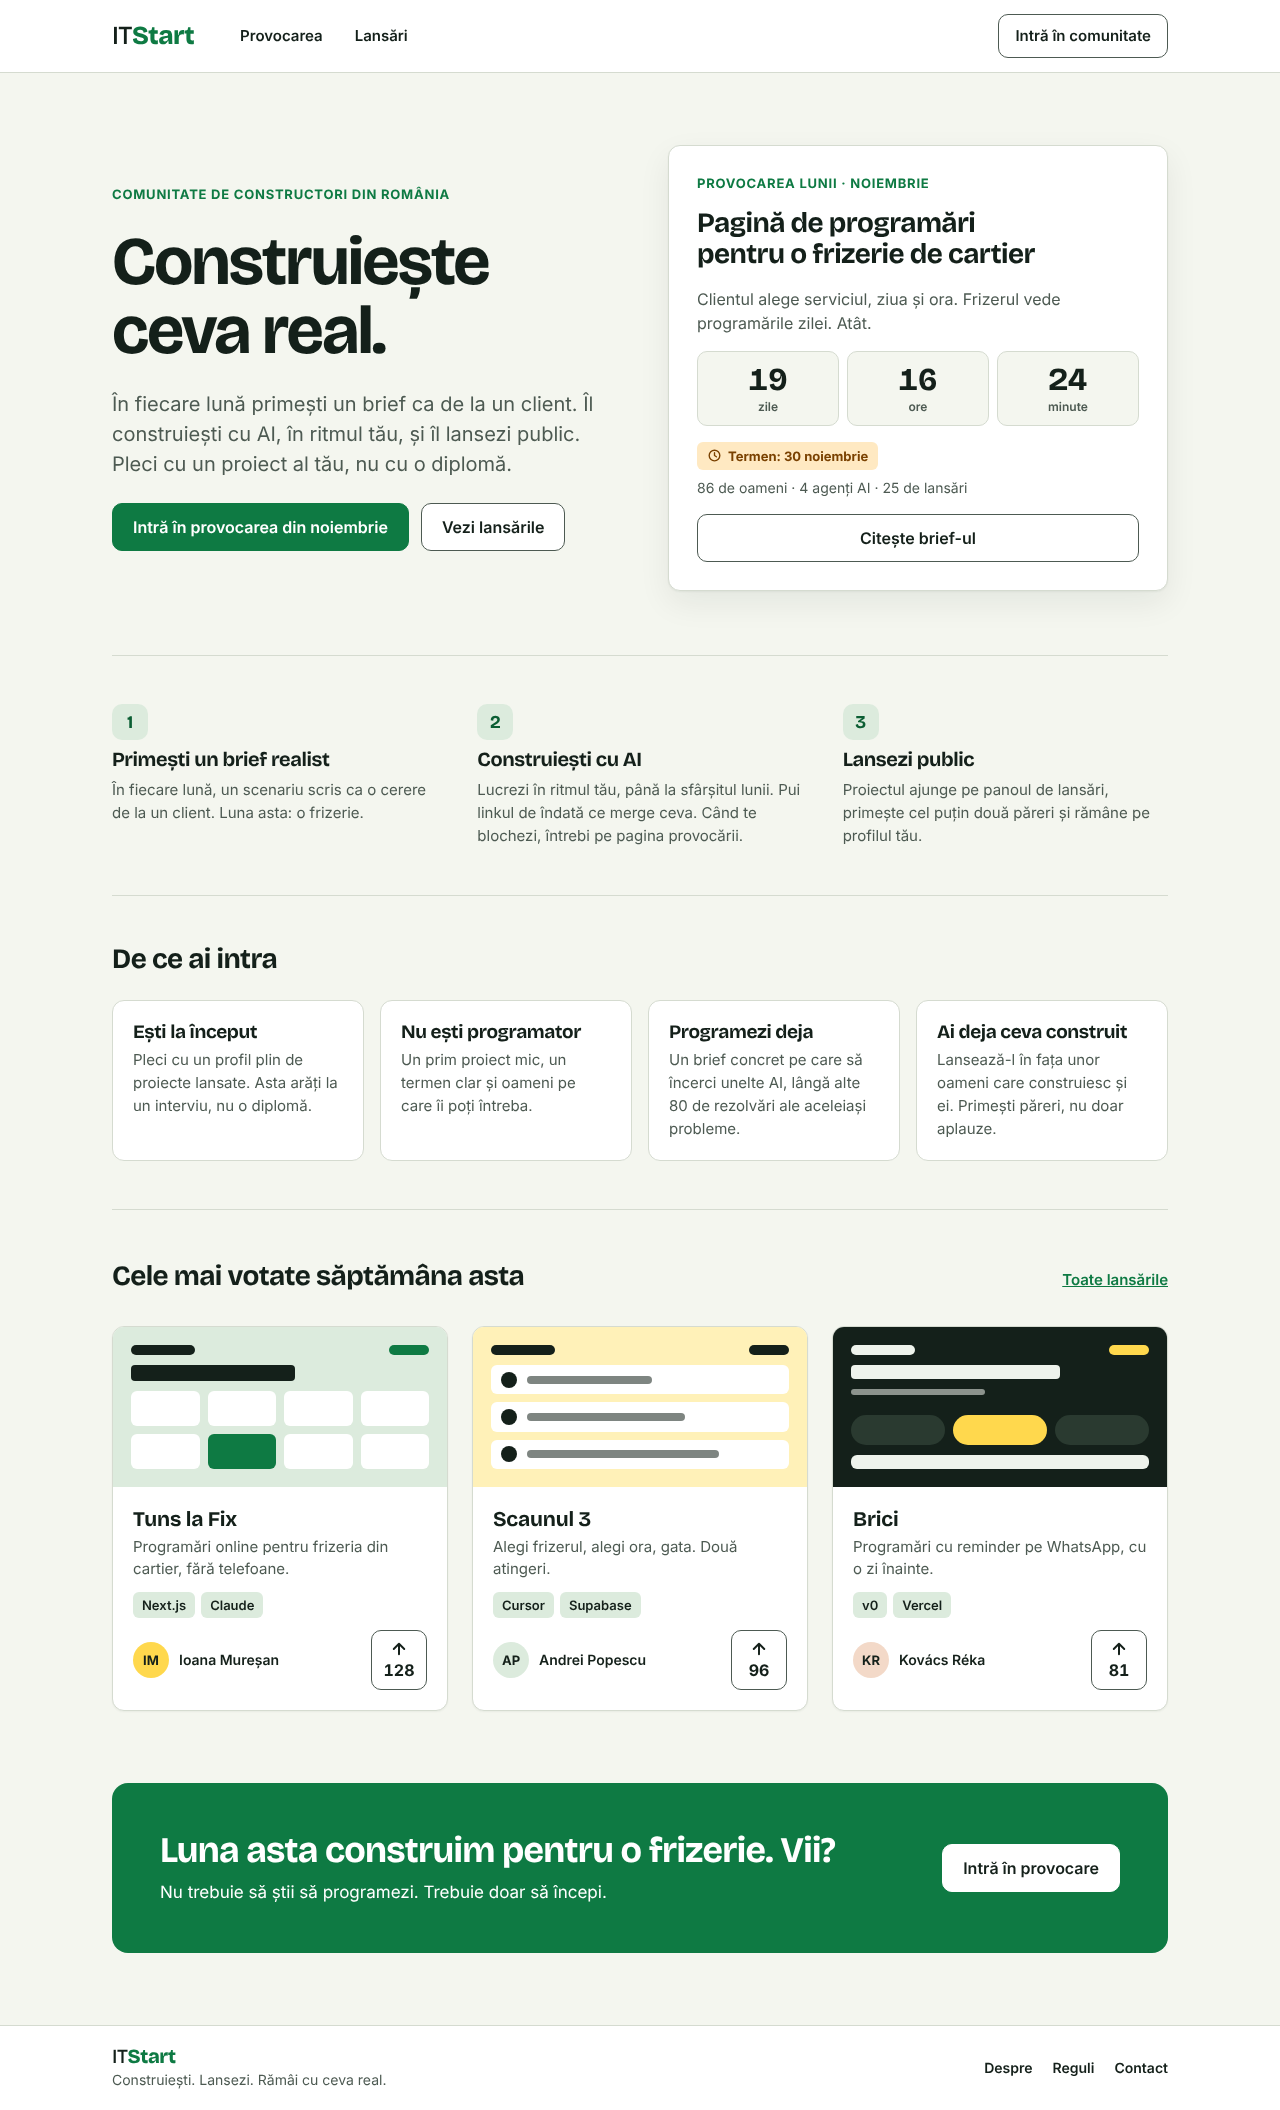 ITStart
Provocarea
Lansări
Intră în comunitate
COMUNITATE DE CONSTRUCTORI DIN ROMÂNIA
Construiește
ceva real.
În fiecare lună primești un brief ca de la un client. Îl
construiești cu AI, în ritmul tău, și îl lansezi public.
Pleci cu un proiect al tău, nu cu o diplomă.
Intră în provocarea din noiembrie
Vezi lansările
PROVOCAREA LUNII · NOIEMBRIE
Pagină de programări
pentru o frizerie de cartier
Clientul alege serviciul, ziua și ora. Frizerul vede
programările zilei. Atât.
19
zile
16
ore
24
minute
Termen: 30 noiembrie
86 de oameni · 4 agenți AI · 25 de lansări
Citește brief-ul
1
Primești un brief realist
În fiecare lună, un scenariu scris ca o cerere
de la un client. Luna asta: o frizerie.
2
Construiești cu AI
Lucrezi în ritmul tău, până la sfârșitul lunii. Pui
linkul de îndată ce merge ceva. Când te
blochezi, întrebi pe pagina provocării.
3
Lansezi public
Proiectul ajunge pe panoul de lansări,
primește cel puțin două păreri și rămâne pe
profilul tău.
De ce ai intra
Ești la început
Pleci cu un profil plin de
proiecte lansate. Asta arăți la
un interviu, nu o diplomă.
Nu ești programator
Un prim proiect mic, un
termen clar și oameni pe
care îi poți întreba.
Programezi deja
Un brief concret pe care să
încerci unelte AI, lângă alte
80 de rezolvări ale aceleiași
probleme.
Ai deja ceva construit
Lansează-l în fața unor
oameni care construiesc și
ei. Primești păreri, nu doar
aplauze.
Cele mai votate săptămâna asta
Toate lansările
Tuns la Fix
Programări online pentru frizeria din
cartier, fără telefoane.
Next.js
Claude
IM
Ioana Mureșan
↑
128
Scaunul 3
Alegi frizerul, alegi ora, gata. Două
atingeri.
Cursor
Supabase
AP
Andrei Popescu
↑
96
Brici
Programări cu reminder pe WhatsApp, cu
o zi înainte.
v0
Vercel
KR
Kovács Réka
↑
81
Luna asta construim pentru o frizerie. Vii?
Nu trebuie să știi să programezi. Trebuie doar să începi.
Intră în provocare
ITStart
Construiești. Lansezi. Rămâi cu ceva real.
Despre
Reguli
Contact